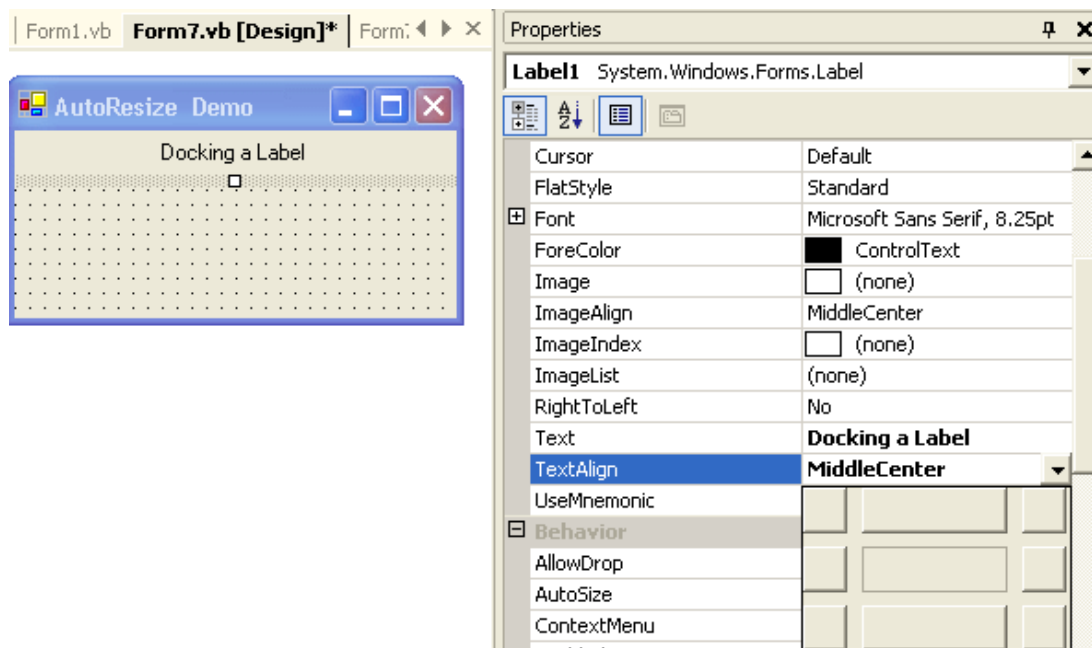 Form1.vb Form7.vb [Design]* Form
AutoResize Demo
Docking a Label
Properties
Label1 System.Windows.Forms.Label
Cursor Default
FlatStyle Standard
Font Microsoft Sans Serif, 8.25pt
ForeColor ControlText
Image (none)
ImageAlign MiddleCenter
ImageIndex (none)
ImageList (none)
RightToLeft No
Text Docking a Label
TextAlign MiddleCenter
UseMnemonic
Behavior
AllowDrop
AutoSize
ContextMenu